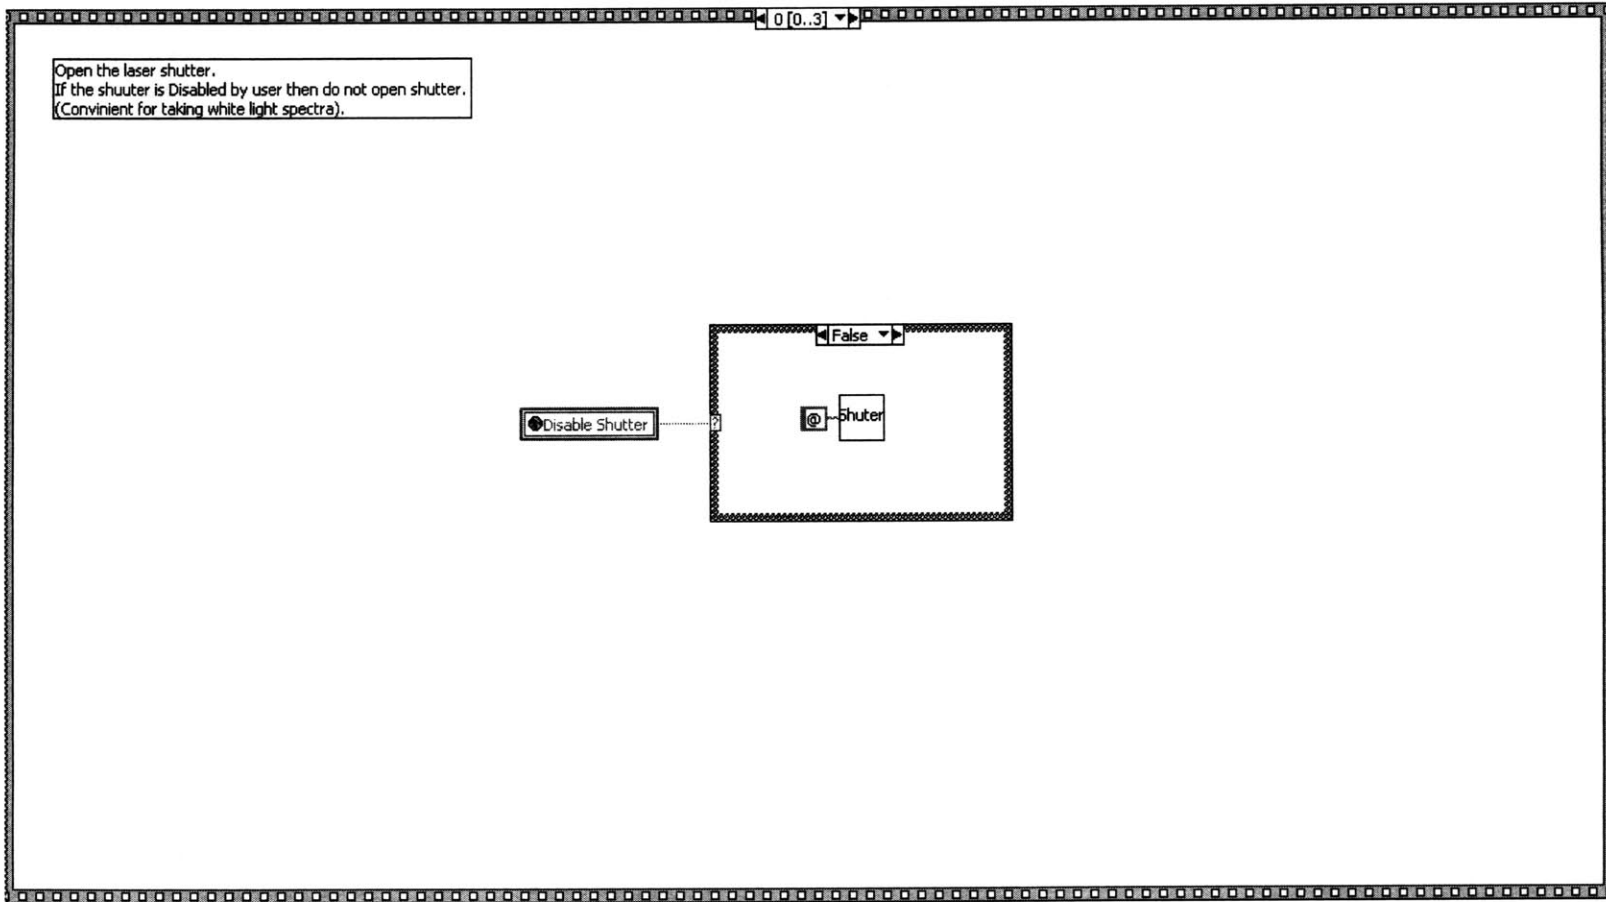 0 [0..3]
Open the laser shutter.
If the shuuter is Disabled by user then do not open shutter.
(Convinient for taking white light spectra).
False
Disable Shutter
?
@
Shuter